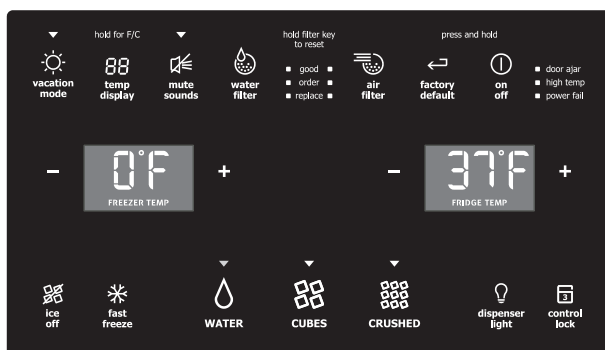 hold for F/C
hold filter key
to reset
press and hold
88
good
order
replace
door ajar
high temp
power fail
vacation
mode
temp
display
mute
sounds
water
filter
air
filter
factory
default
on
off
- 0°F +
FREEZER TEMP
- 37°F +
FRIDGE TEMP
3
ice
off
fast
freeze
WATER
CUBES
CRUSHED
dispenser
light
control
lock